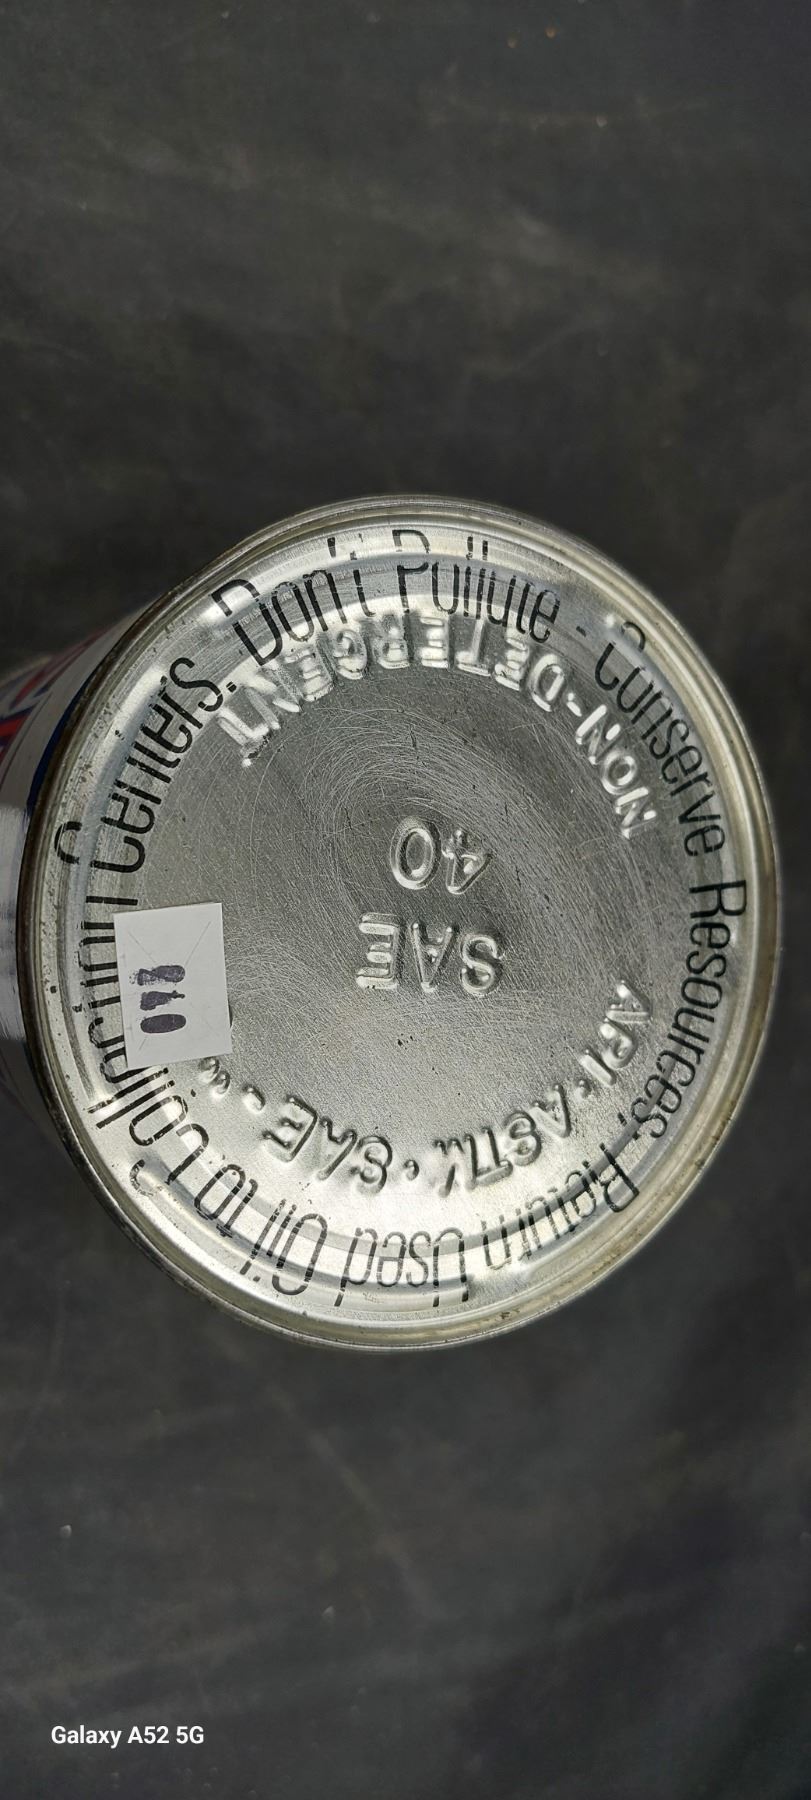 Don't Pollute - Conserve Resources. Return Used Oil to Collecting Centers.
NON-DETERGENT
SAE
40
API · ASTM · SAE - 
Galaxy A52 5G